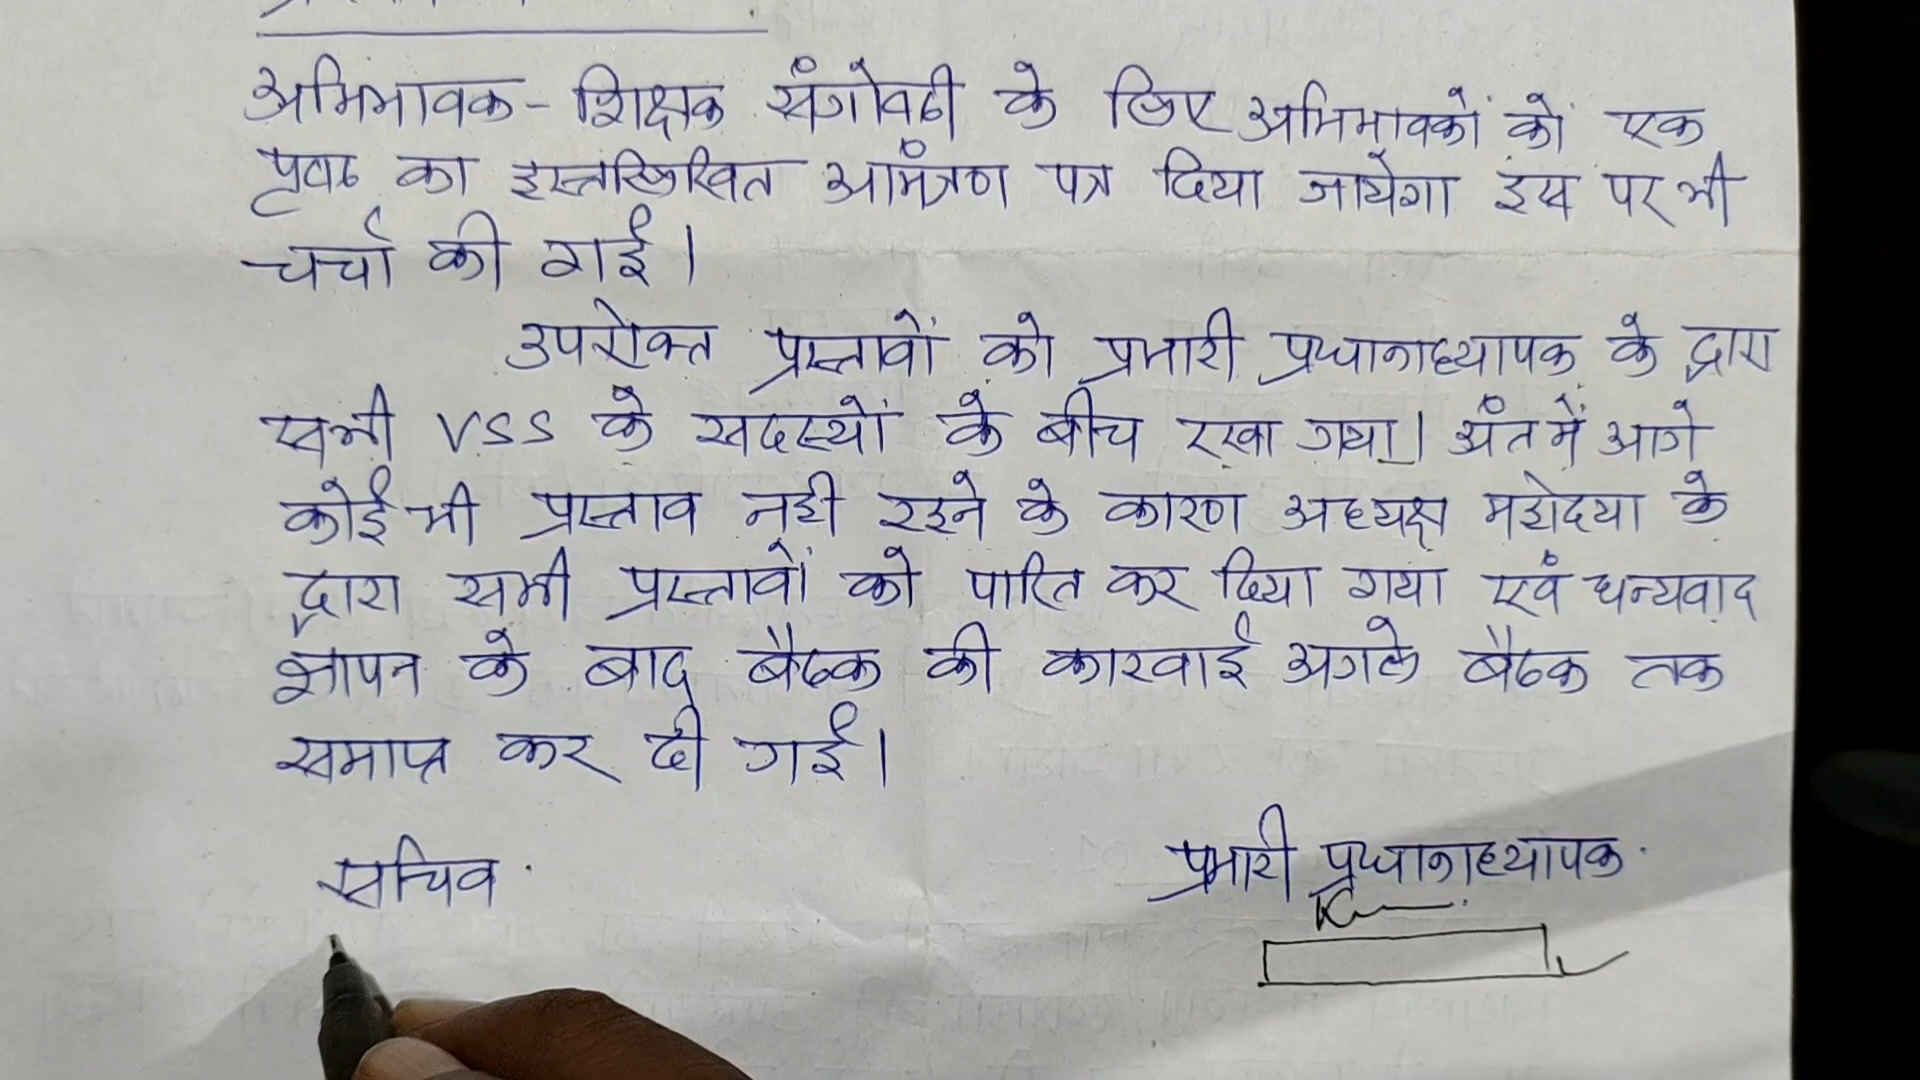 अभिभावक - शिक्षक संगोष्ठी के लिए अभिभावकों को एक
पृष्ठ का हस्तलिखित आमंत्रण पत्र दिया जायेगा इस पर भी
चर्चा की गई।
उपरोक्त प्रस्तावों को प्रभारी प्रधानाध्यापक के द्वारा
सभी VSS के सदस्यों के बीच रखा गया। अंत में आगे
कोई भी प्रस्ताव नही रहने के कारण अध्यक्ष महोदया के
द्वारा सभी प्रस्तावों को पारित कर दिया गया एवं धन्यवाद
ज्ञापन के बाद बैठक की कारवाई अगले बैठक तक
समाप्त कर दी गई।
सचिव
प्रभारी प्रधानाध्यापक